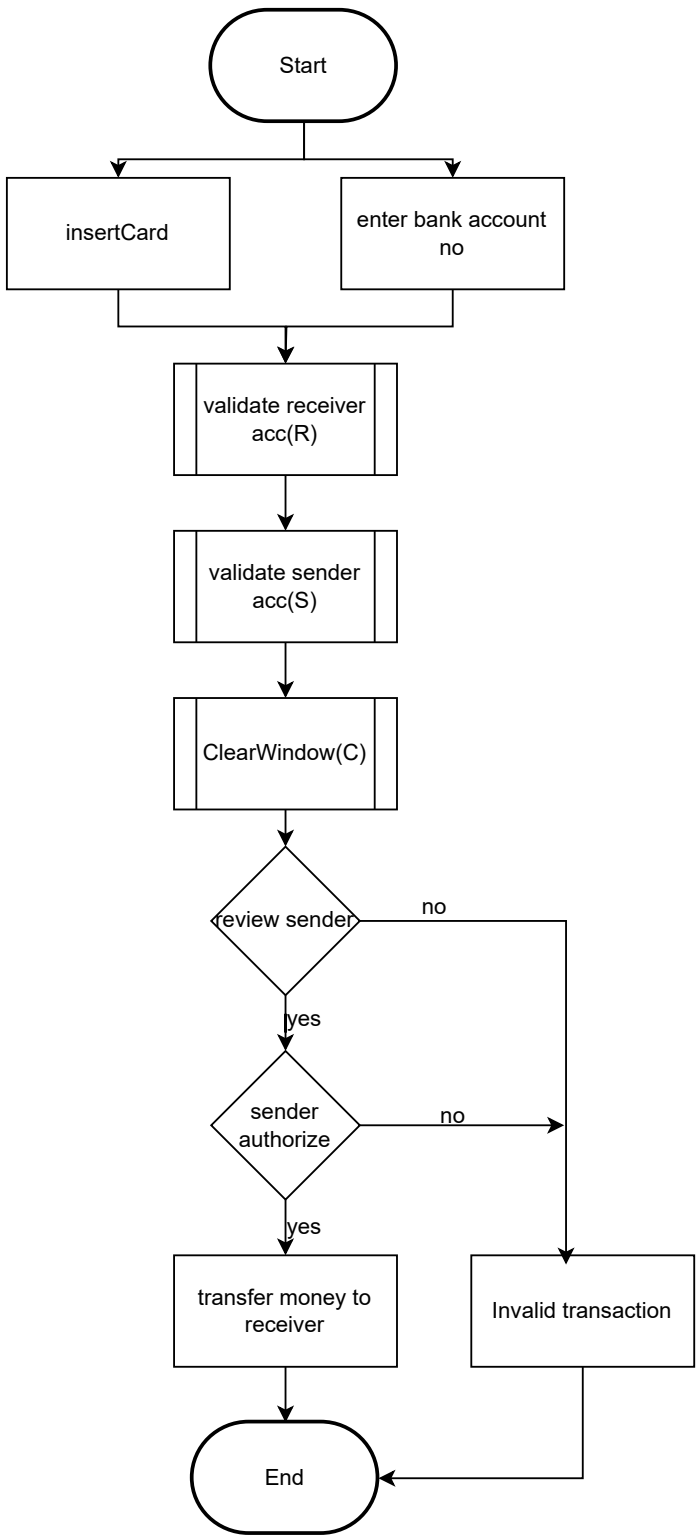 Start
insertCard
enter bank account
no
validate receiver
acc(R)
validate sender
acc(S)
ClearWindow(C)
review sender
no
yes
sender
authorize
no
yes
transfer money to
receiver
Invalid transaction
End